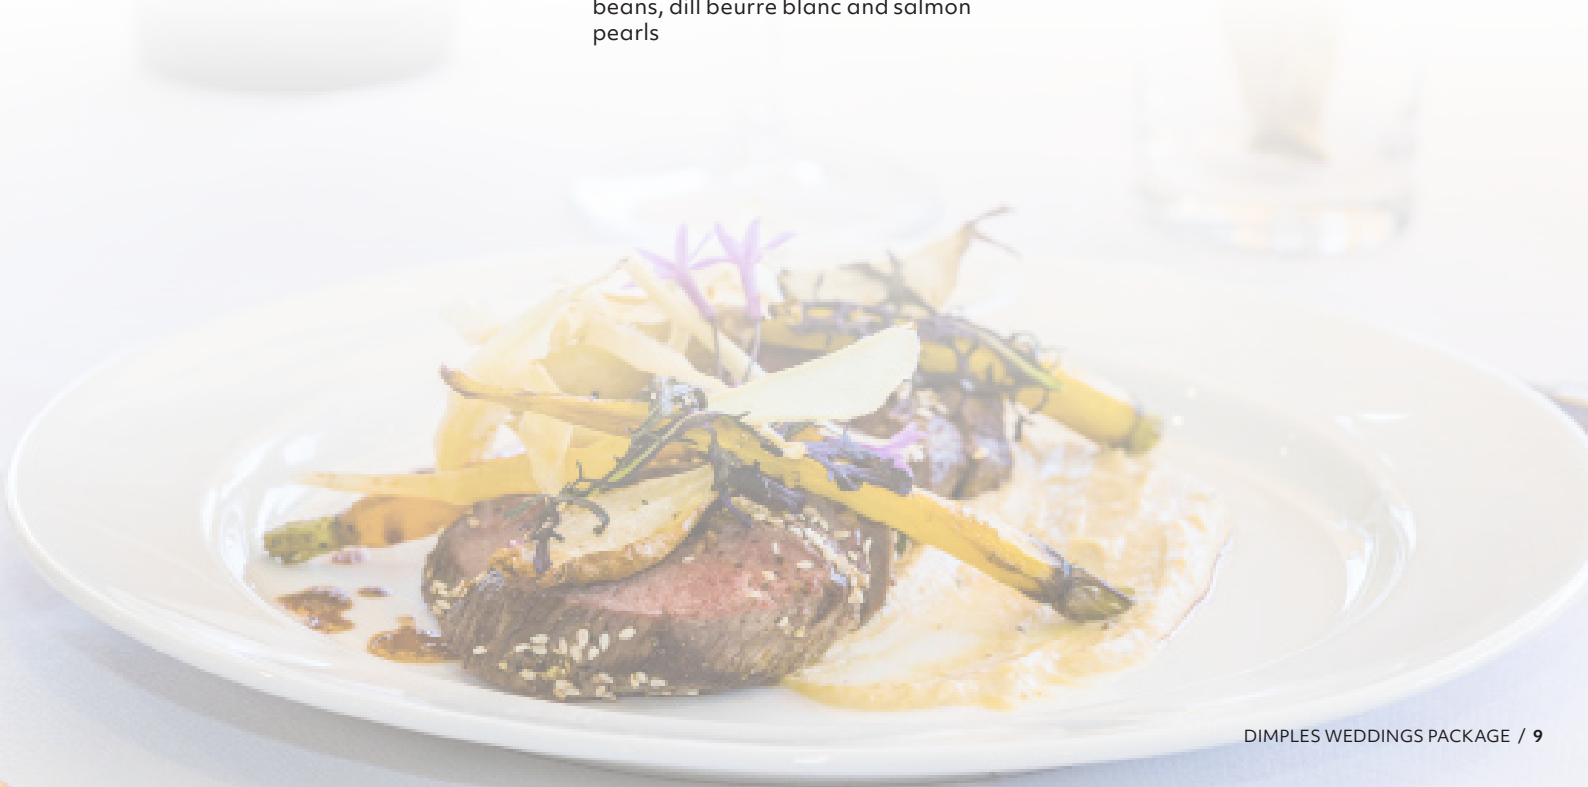 beans, dill beurre blanc and salmon
pearls
DIMPLES WEDDINGS PACKAGE / 9